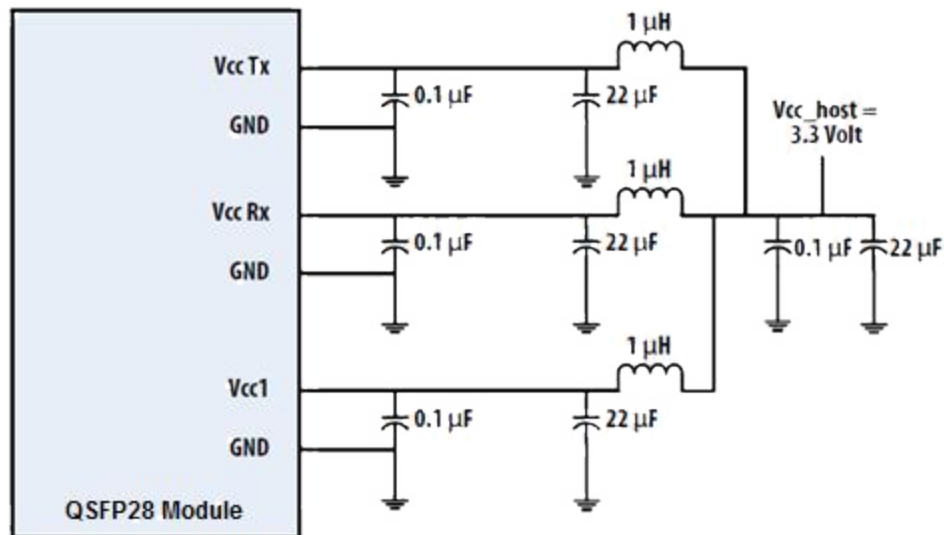 1 μH
Vcc Tx
0.1 μF
22 μF
Vcc_host =
3.3 Volt
GND
1 μH
Vcc Rx
0.1 μF
22 μF
0.1 μF
22 μF
GND
1 μH
Vcc1
0.1 μF
22 μF
GND
QSFP28 Module